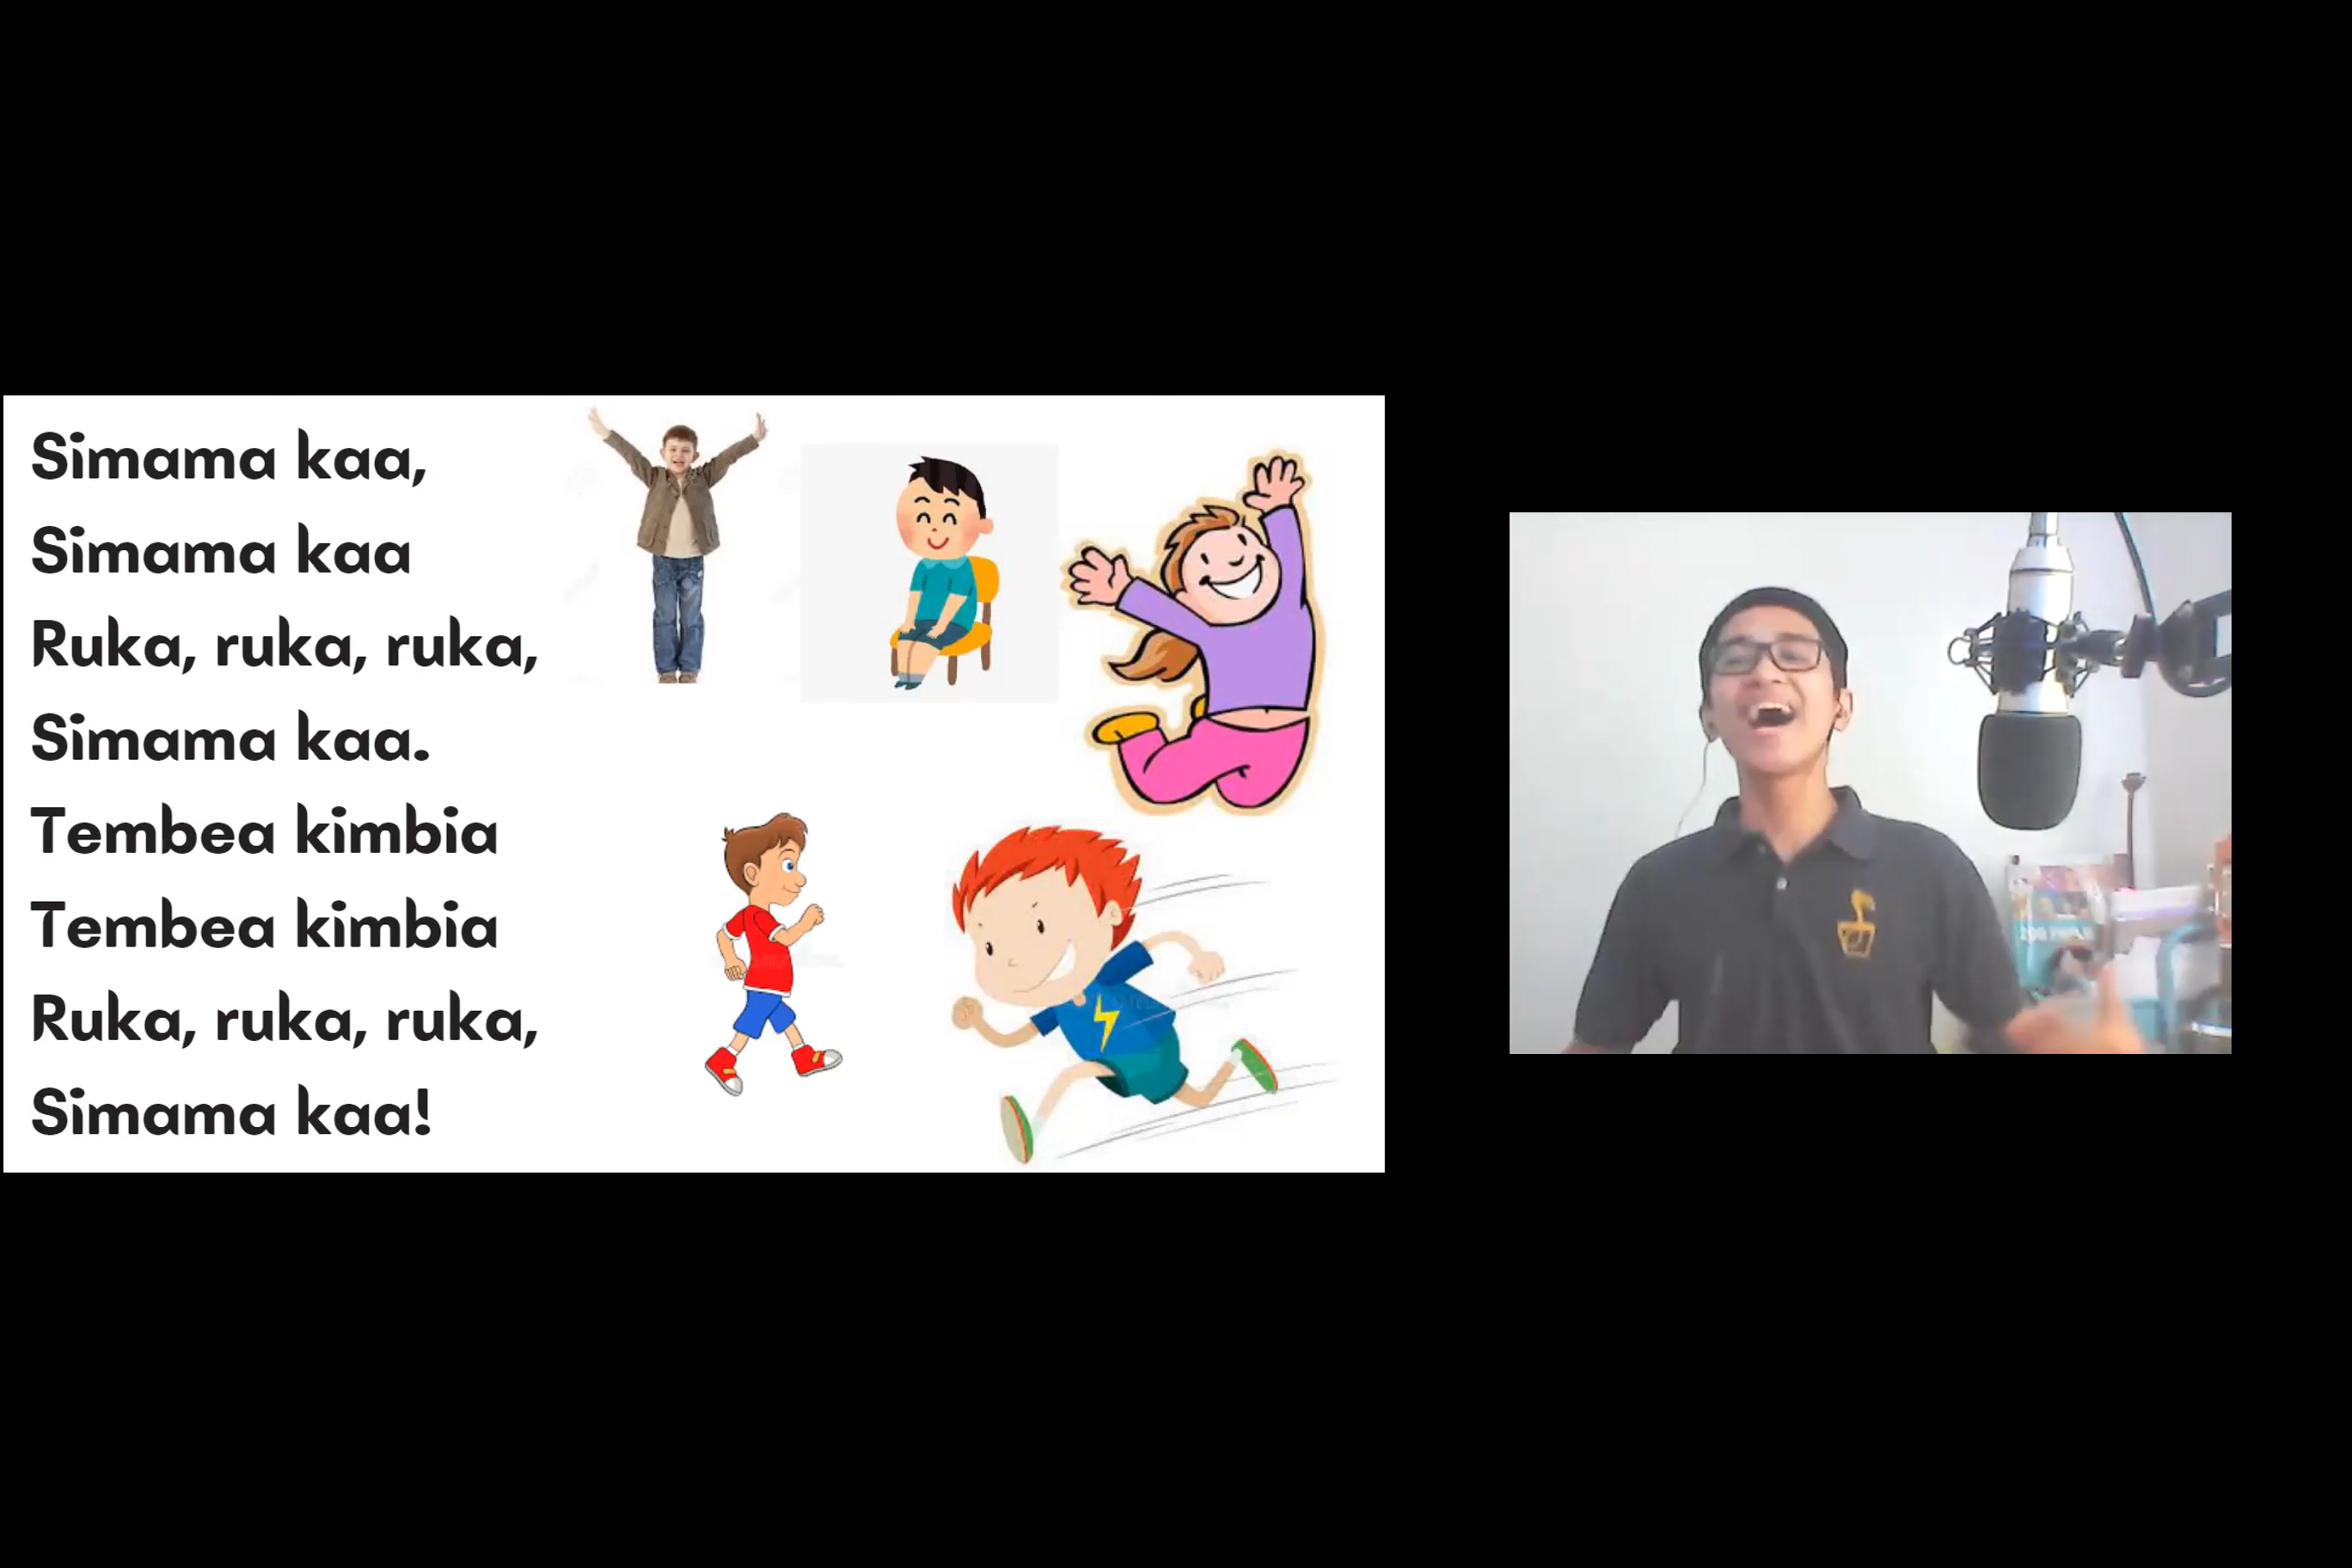 Simama kaa,
Simama kaa
Ruka, ruka, ruka,
Simama kaa.
Tembea kimbia
Tembea kimbia
Ruka, ruka, ruka,
Simama kaa!